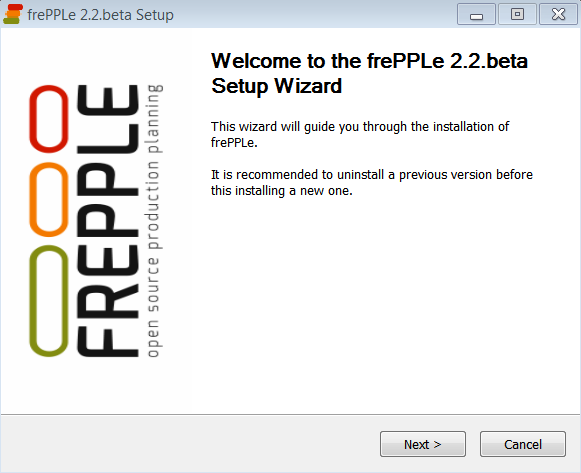 frePPLe 2.2.beta Setup
FREPPLE
open source production planning
Welcome to the frePPLe 2.2.beta
Setup Wizard
This wizard will guide you through the installation of
frePPLe.
It is recommended to uninstall a previous version before
this installing a new one.
Next >
Cancel